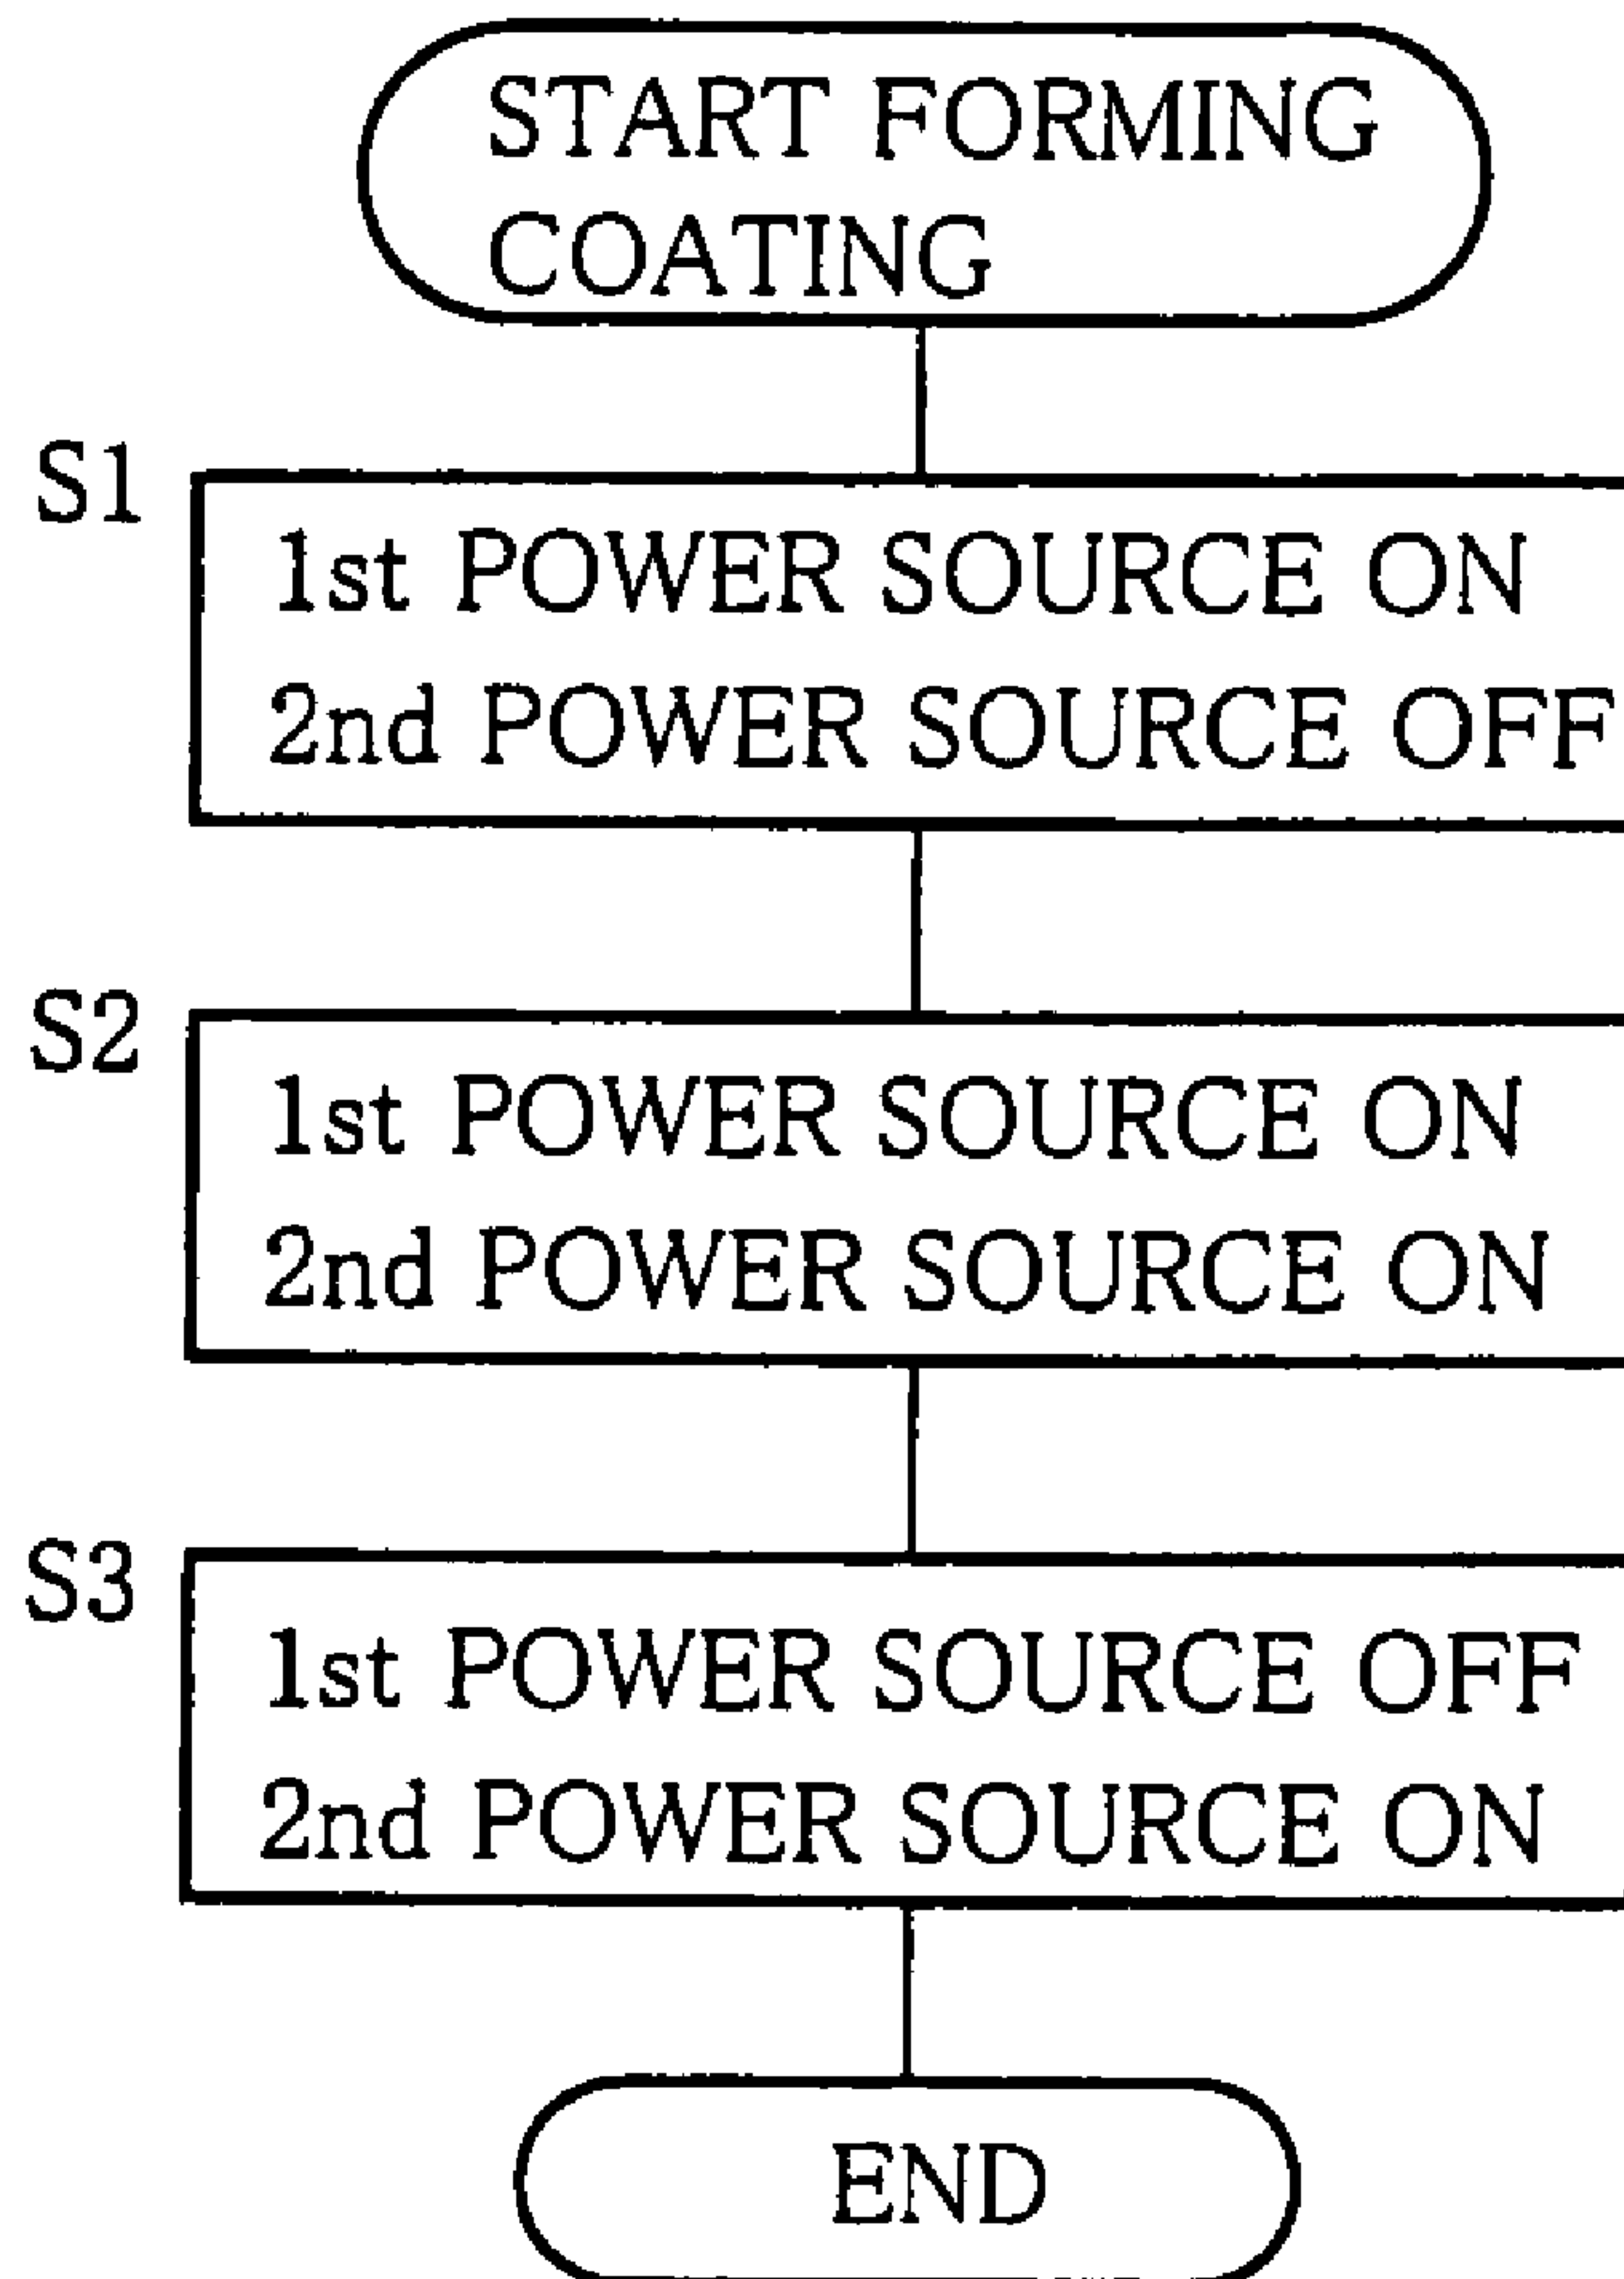 START FORMING
COATING
S1
1st POWER SOURCE ON
2nd POWER SOURCE OFF
S2
1st POWER SOURCE ON
2nd POWER SOURCE ON
S3
1st POWER SOURCE OFF
2nd POWER SOURCE ON
END